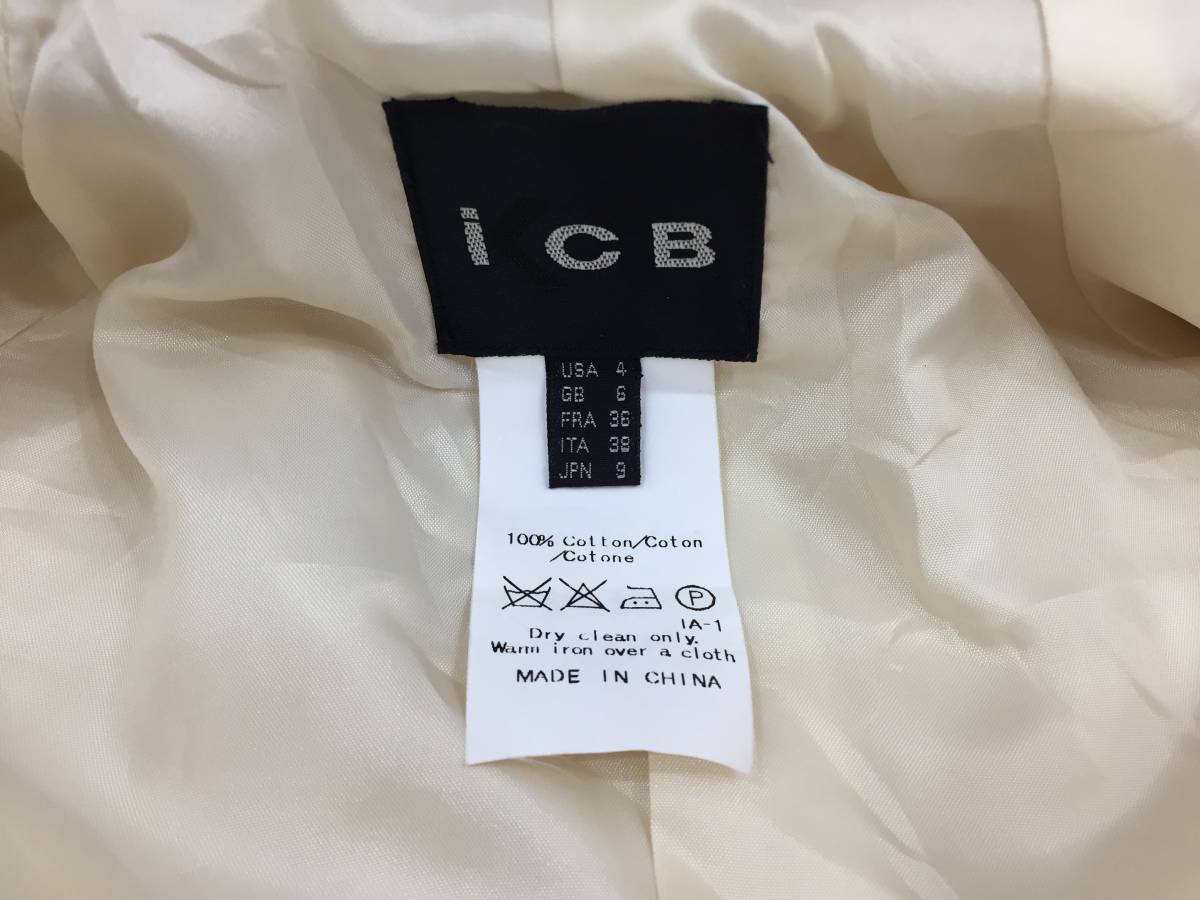 iCB
USA 4
GB 6
FRA 36
ITA 38
JPN 9
100% Cotton/Coton
/Cotone
P
IA-1
Dry clean only.
Warm iron over a cloth
MADE IN CHINA